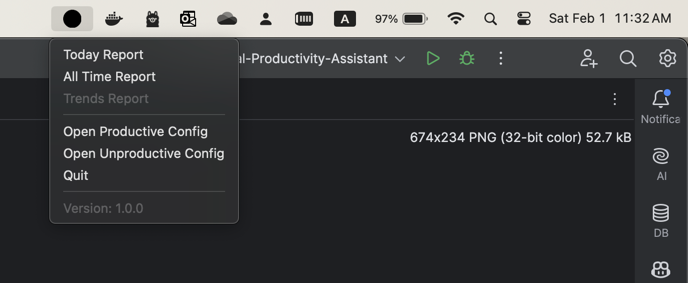 A
97%
Sat Feb 1 11:32 AM
Today Report
All Time Report
Trends Report
Open Productive Config
Open Unproductive Config
Quit
Version: 1.0.0
al-Productivity-Assistant
674x234 PNG (32-bit color) 52.7 kB
Notifica
AI
DB